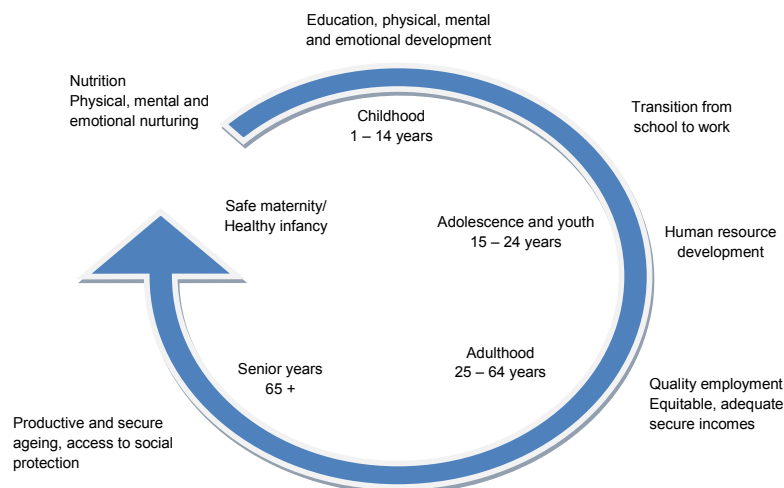 Education, physical, mental
and emotional development
Nutrition
Physical, mental and
emotional nurturing
Childhood
1 – 14 years
Transition from
school to work
Safe maternity/
Healthy infancy
Adolescence and youth
15 – 24 years
Human resource
development
Adulthood
25 – 64 years
Senior years
65 +
Quality employment
Equitable, adequate
secure incomes
Productive and secure
ageing, access to social
protection